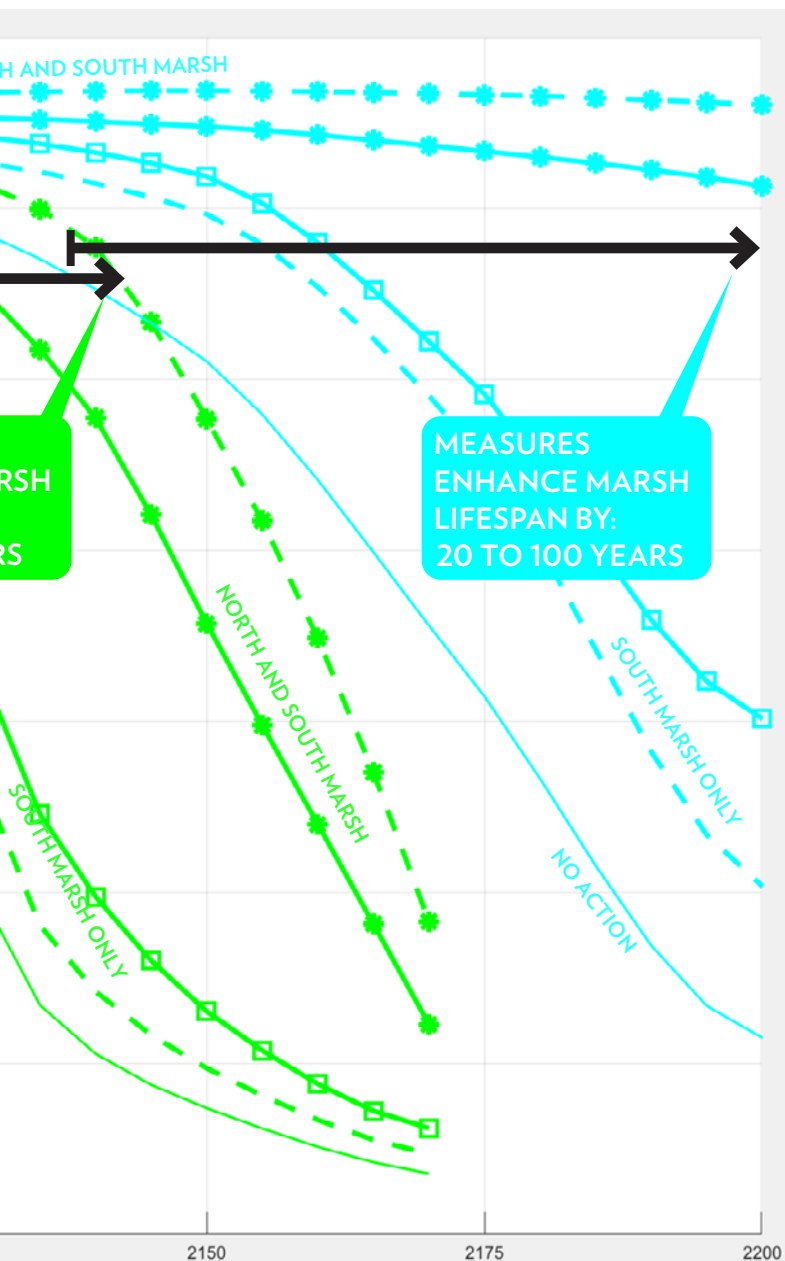 H AND SOUTH MARSH
MEASURES
ENHANCE MARSH
LIFESPAN BY:
20 TO 100 YEARS
RSH
RS
NORTH AND SOUTH MARSH
SOUTH MARSH ONLY
SOUTH MARSH ONLY
NO ACTION
2150
2175
2200